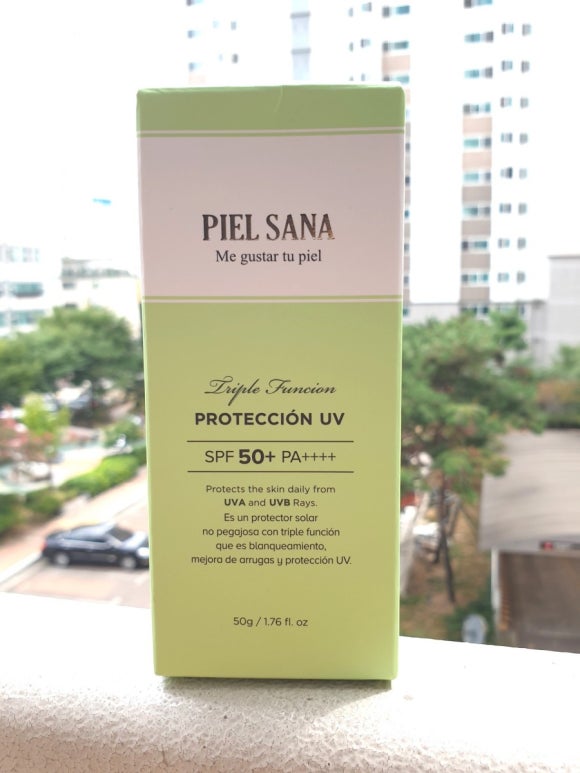 PIEL SANA
Me gustar tu piel
Triple Funcion
PROTECCIÓN UV
SPF 50+ PA++++
Protects the skin daily from
UVA and UVB Rays.
Es un protector solar
no pegajosa con triple función
que es blanqueamiento,
mejora de arrugas y protección UV.
50g / 1.76 fl. oz